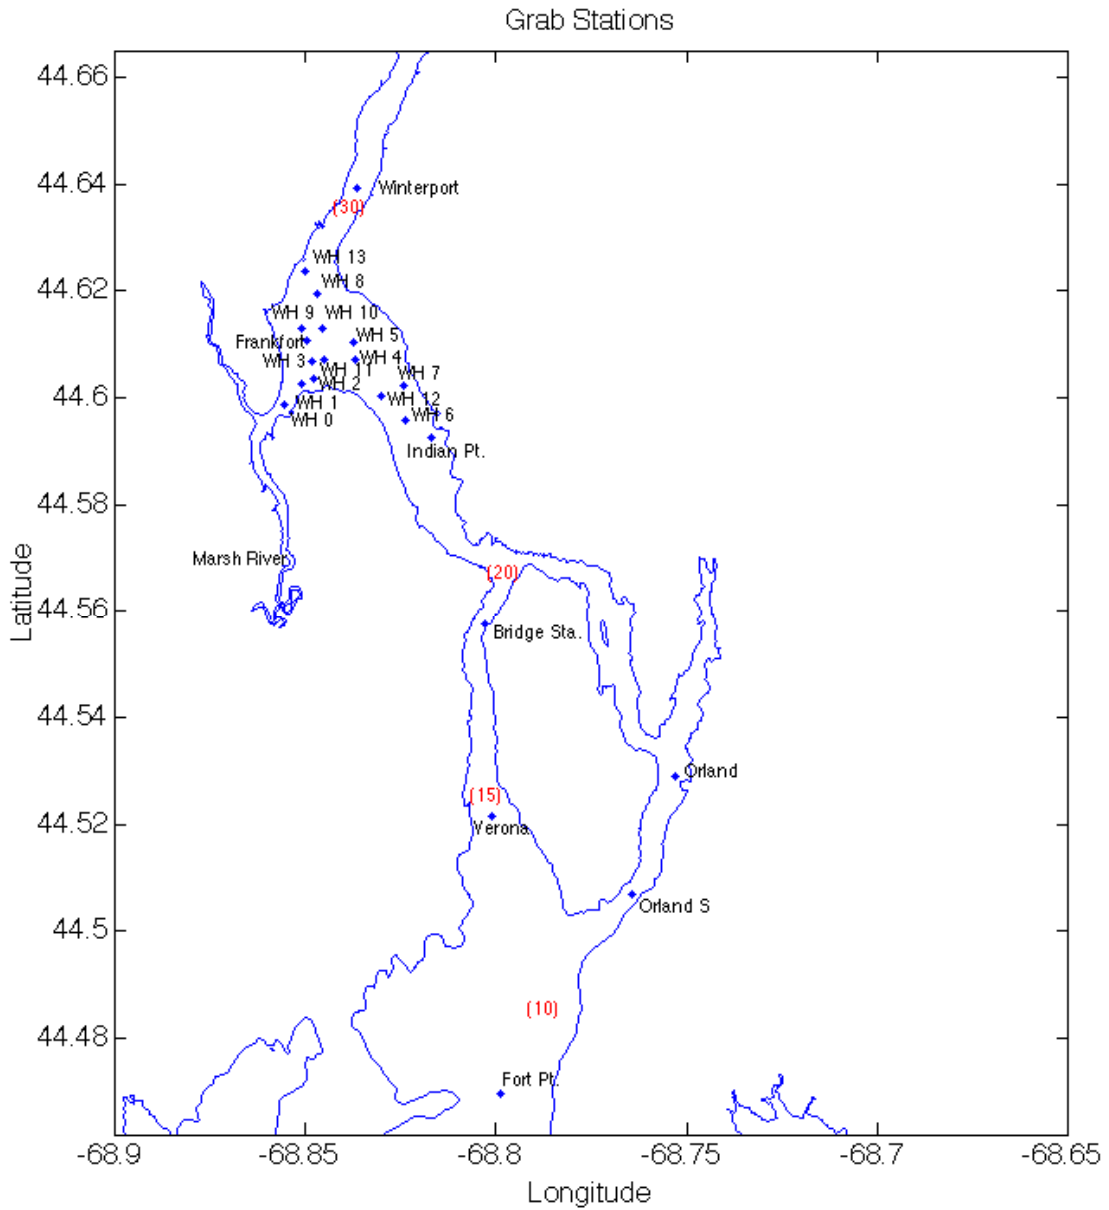 Grab Stations
44.66
44.64
Winterport
(30)
WH 13
44.62
WH 8
WH 9
WH 10
Frankfort
WH 5
WH 3
WH 4
WH 11
WH 7
WH 2
44.6
WH 1
WH 12
WH 0
WH 6
Indian Pt.
44.58
Marsh River
(20)
44.56
Bridge Sta.
44.54
Orland
(15)
44.52
Verona
Orland S
44.5
(10)
44.48
Fort Pt.
-68.9
-68.85
-68.8
-68.75
-68.7
-68.65
Longitude
Latitude